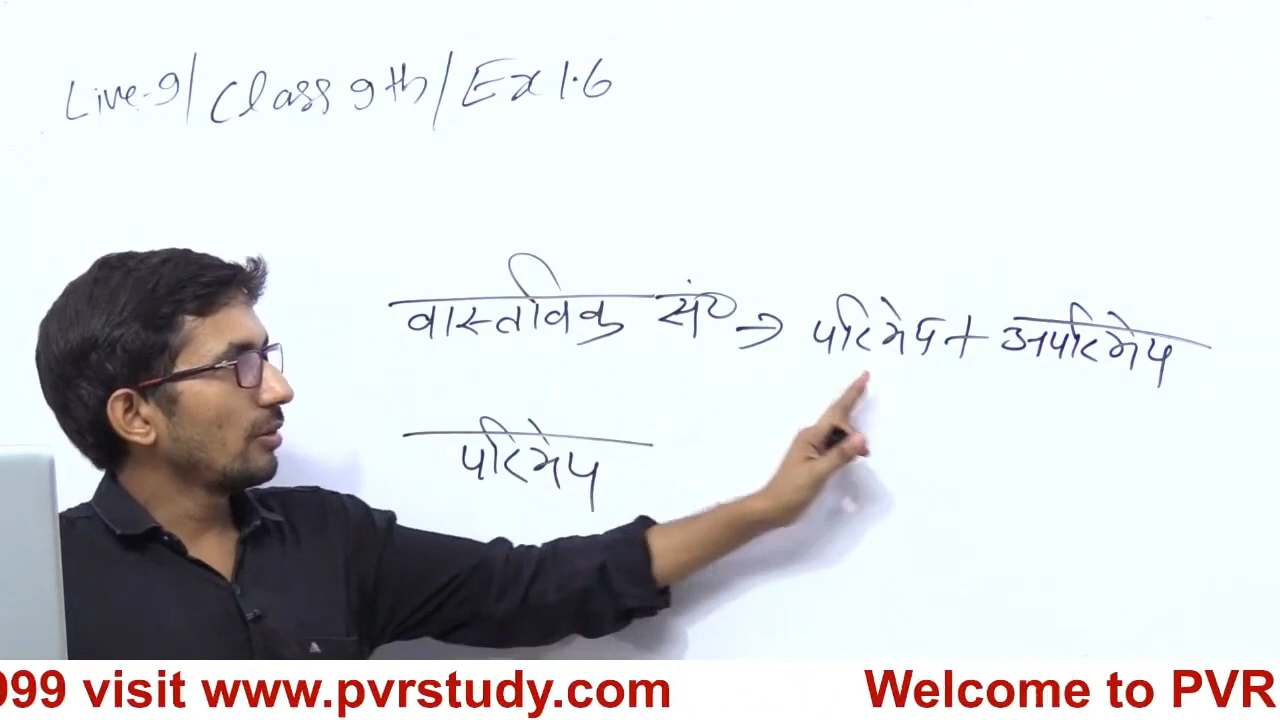 Live-9/Class 9th/Ex 1.6
वास्तविक सं० → परिमेय + अपरिमेय
परिमेय
999 visit www.pvrstudy.com Welcome to PVR